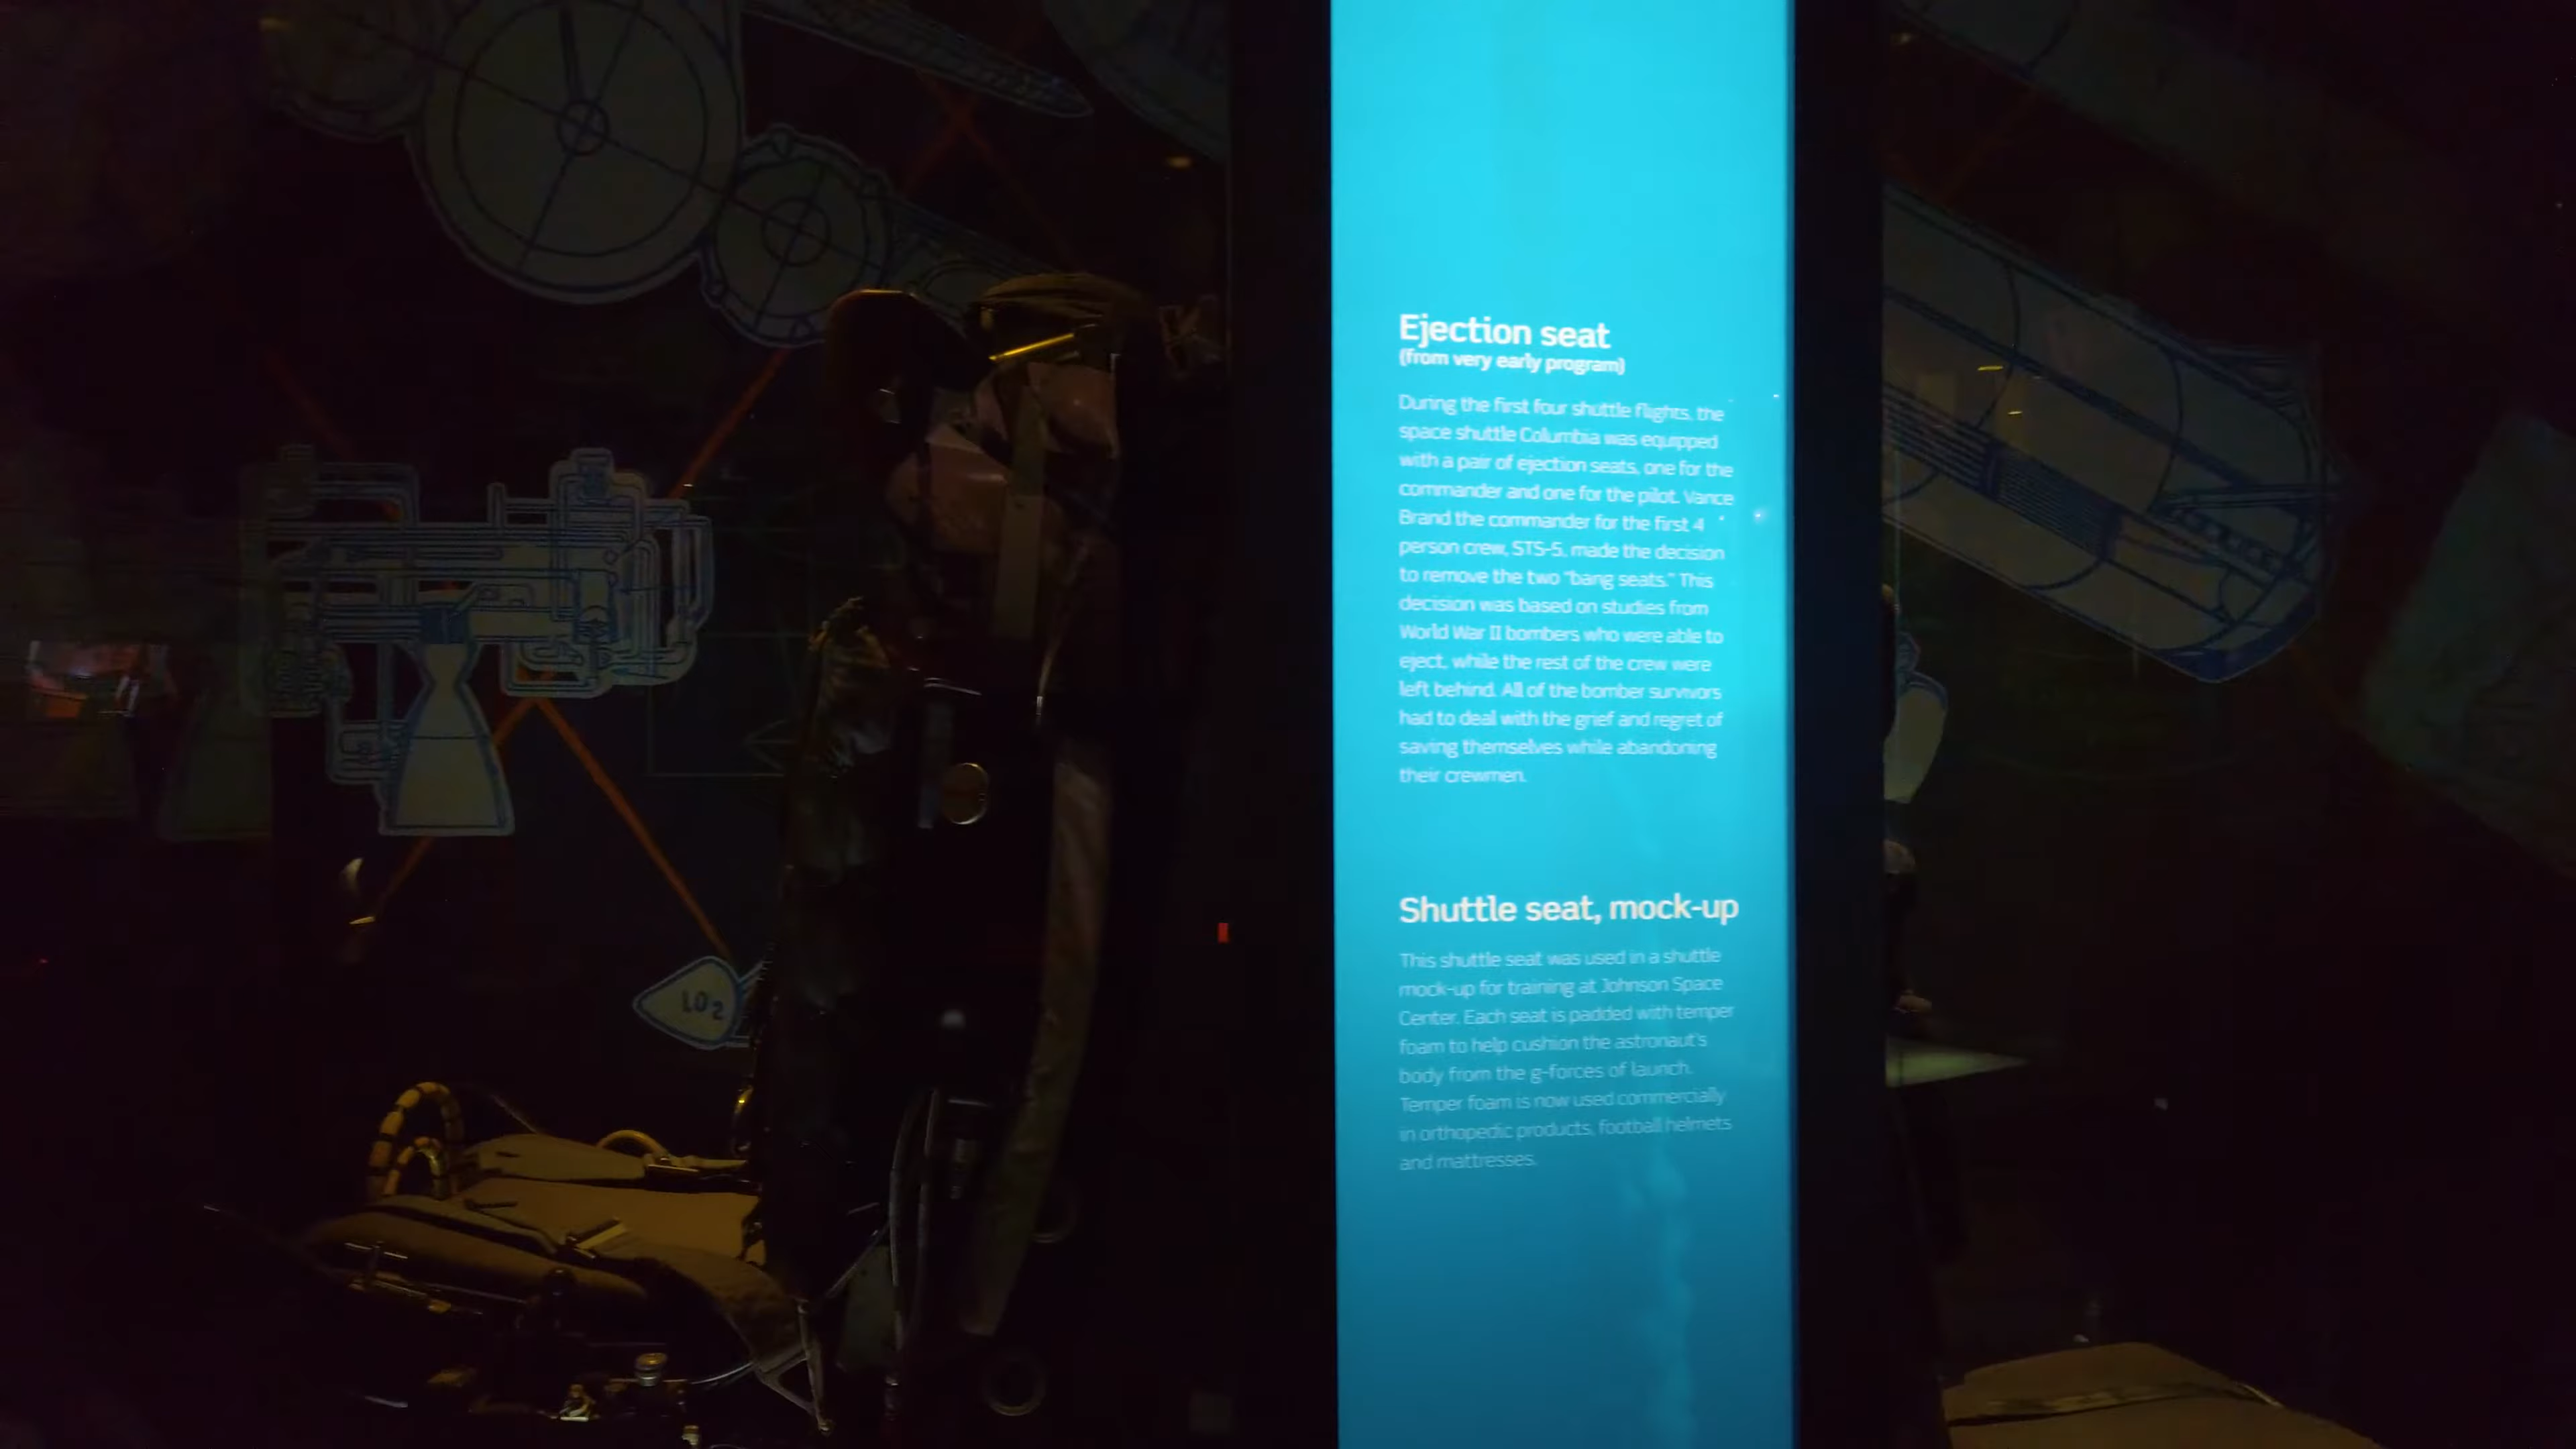 Ejection seat
(from very early program)
During the first four shuttle flights, the
space shuttle Columbia was equipped
with a pair of ejection seats, one for the
commander and one for the pilot. Vance
Brand the commander for the first 4
person crew, STS-5, made the decision
to remove the two "bang seats." This
decision was based on studies from
World War II bombers who were able to
eject, while the rest of the crew were
left behind. All of the bomber survivors
had to deal with the grief and regret of
saving themselves while abandoning
their crewmen.
Shuttle seat, mock-up
This shuttle seat was used in a shuttle
mock-up for training at Johnson Space
Center. Each seat is padded with temper
foam to help cushion the astronaut's
body from the g-forces of launch.
Temper foam is now used commercially
in orthopedic products, football helmets
and mattresses.
LO2